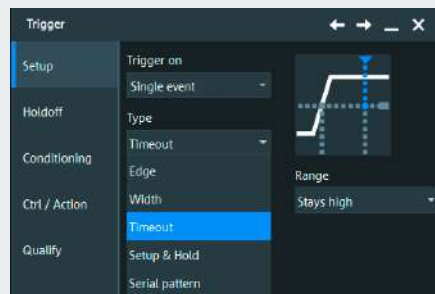 Trigger
Setup
Holdoff
Conditioning
Ctrl / Action
Qualify
Trigger on
Single event
Type
Timeout
Edge
Width
Timeout
Setup & Hold
Serial pattern
Range
Stays high